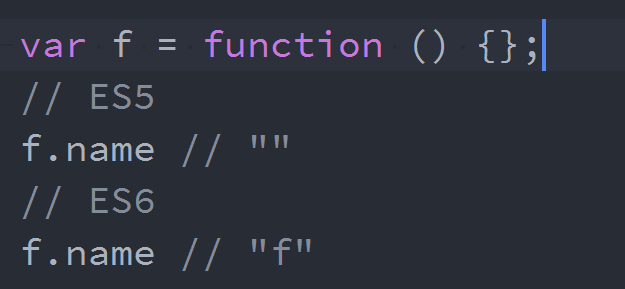 var f = function () {};
// ES5
f.name // ""
// ES6
f.name // "f"